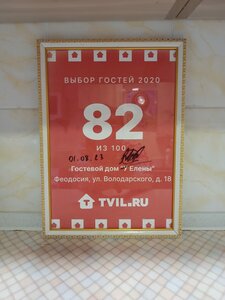 ВЫБОР ГОСТЕЙ 2020
82
ИЗ 100
01.08.23
Гостевой дом "У Елены"
Феодосия, ул. Володарского, д. 18
TVIL.RU